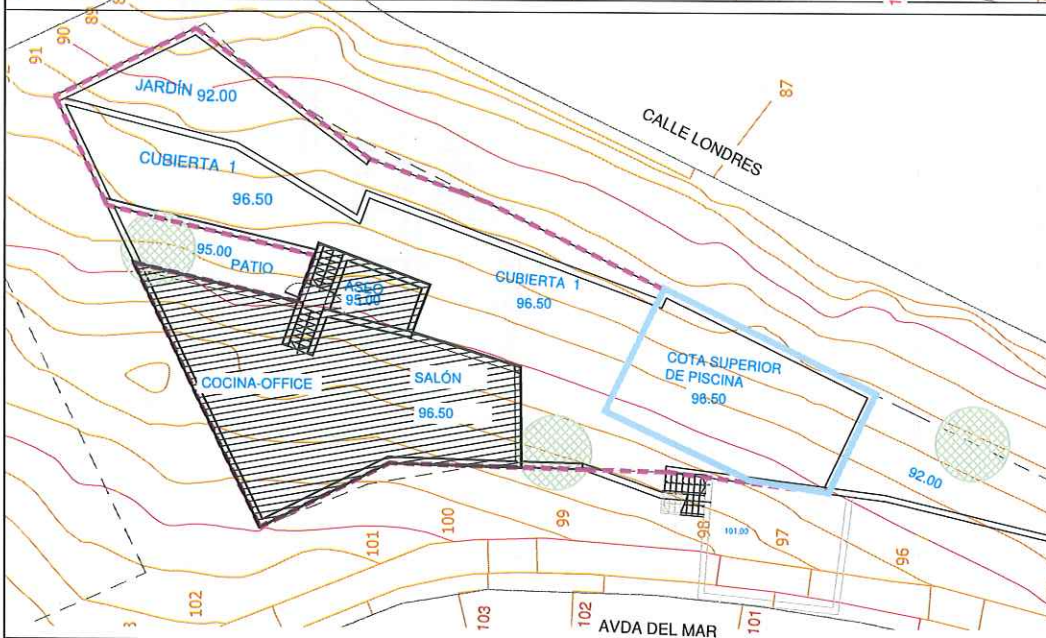 89
90
91
JARDÍN 92.00
CALLE LONDRES
87
CUBIERTA 1
96.50
95.00
PATIO
ASEO
95.00
CUBIERTA 1
96.50
COCINA-OFFICE
SALÓN
96.50
COTA SUPERIOR
DE PISCINA
96.50
92.00
101
100
99
98
101.00
97
96
102
103
102
101
AVDA DEL MAR